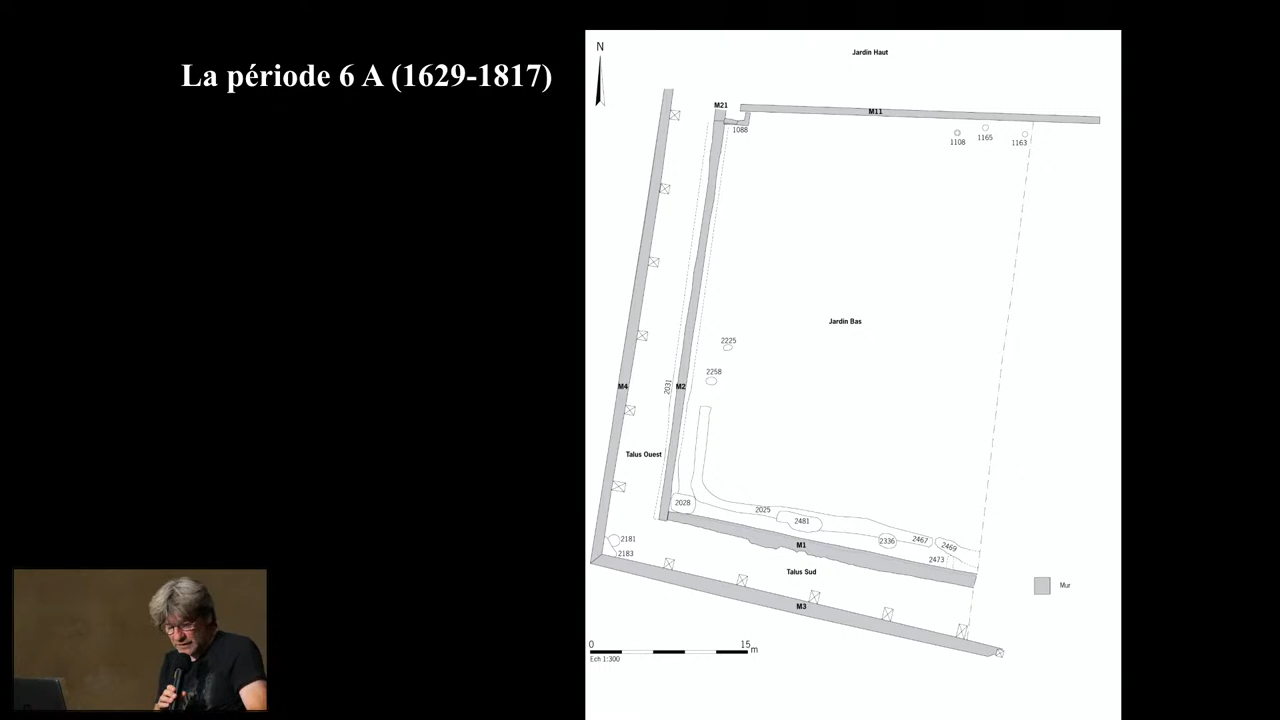 La période 6 A (1629-1817)
N
Jardin Haut
M21
M11
1088
1108
1165
1163
Jardin Bas
2225
2258
M4
2031
M2
Talus Ouest
2028
2025
2481
2336
2467
2469
2473
2181
2183
M1
Talus Sud
M3
Mur
0
15 m
Ech 1:300